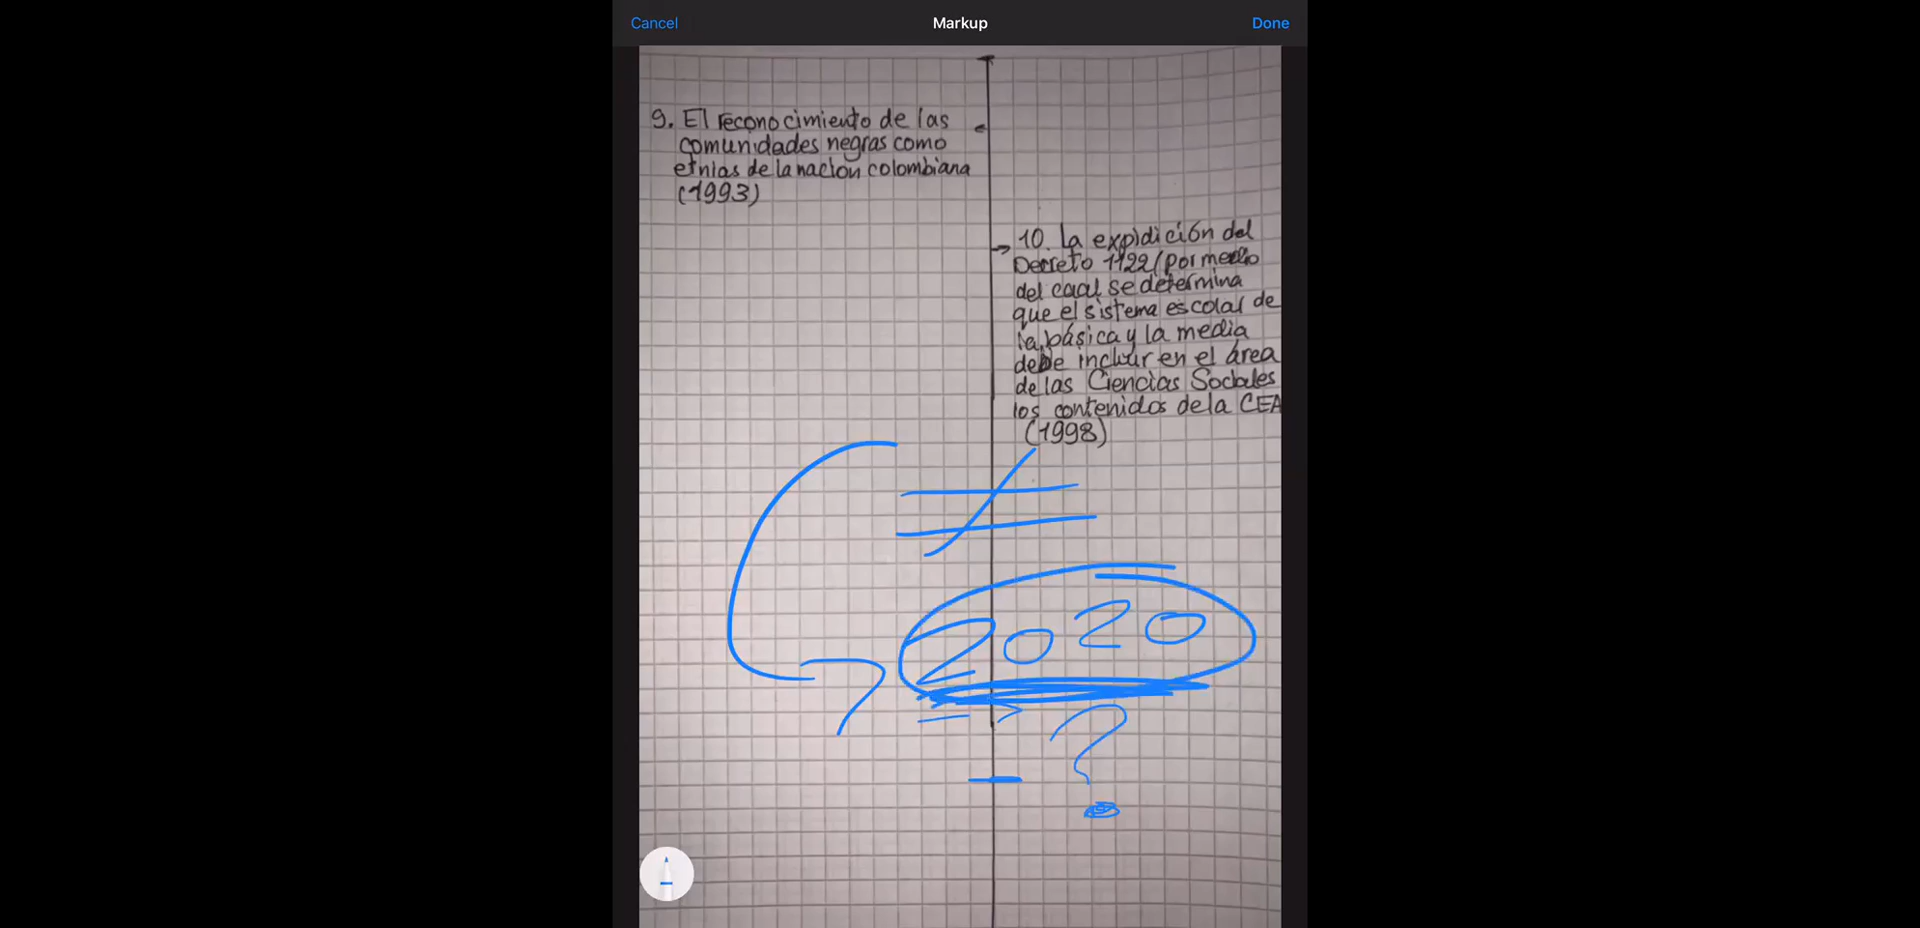 Cancel
Markup
Done
9. El reconocimiento de las
comunidades negras como
etnias de la nación colombiana
(1993)
10. La expidición del
Decreto 1122 (por medio
del cual se determina
que el sistema escolar de
la básica y la media
debe incluir en el área
de las Ciencias Sociales
los contenidos de la CEA
(1998)
≠
2020
?